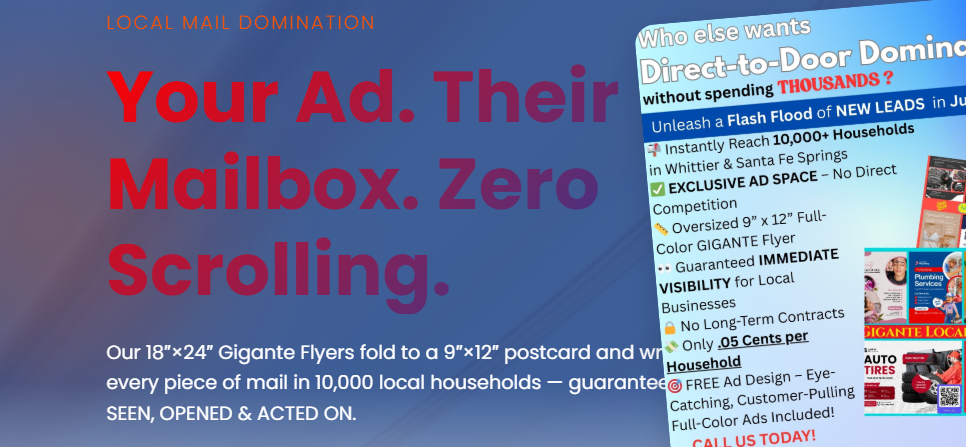 LOCAL MAIL DOMINATION
Your Ad. Their
Mailbox. Zero
Scrolling.
Our 18”×24” Gigante Flyers fold to a 9”×12” postcard and
every piece of mail in 10,000 local households — guarantee
SEEN, OPENED & ACTED ON.
Who else wants
Direct-to-Door
without spending THOUSANDS ?
Unleash a Flash Flood of NEW LEADS in
📬 Instantly Reach 10,000+ Households
in Whittier & Santa Fe Springs
✅ EXCLUSIVE AD SPACE – No Direct
Competition
📏 Oversized 9” x 12” Full-
Color GIGANTE Flyer
👀 Guaranteed IMMEDIATE
VISIBILITY for Local
Businesses
🔒 No Long-Term Contracts
💸 Only .05 Cents per
Household
🎯 FREE Ad Design – Eye-
Catching, Customer-Pulling
Full-Color Ads Included!
CALL US TODAY!
Plumbing
Services
GIGANTE
AUTO
TIRES